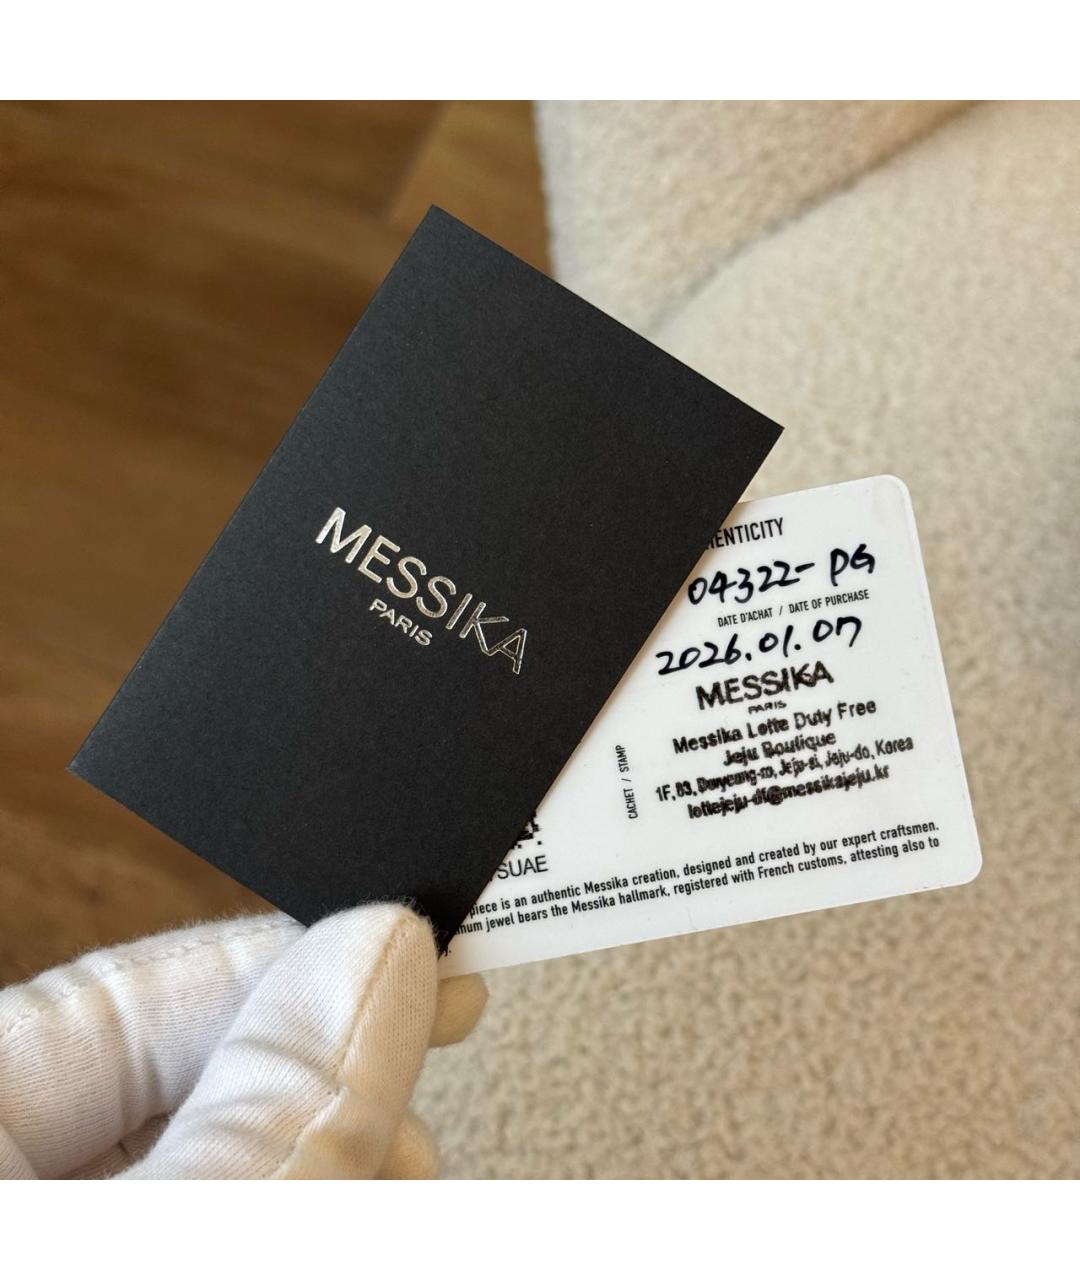 MESSIKA
PARIS
HENTICITY
04322-PG
DATE D'ACHAT / DATE OF PURCHASE
2026.01.07
MESSIKA
PARIS
Messika Lotte Duty Free
Jeju Boutique
1F, 83, Jeju-si, Jeju-do, Korea
lottejeju-df@messikajeju.kr
CACHET / STAMP
SUAE
piece is an authentic Messika creation, designed and created by our expert craftsmen.
num jewel bears the Messika hallmark, registered with French customs, attesting also to
y.